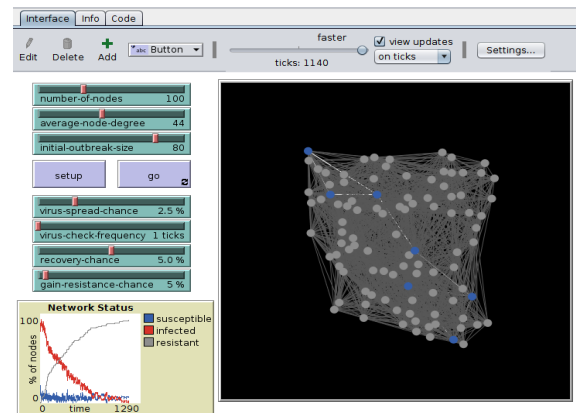 Interface Info Code
Edit Delete Add abc Button faster view updates
ticks: 1140 on ticks Settings...
number-of-nodes 100
average-node-degree 44
initial-outbreak-size 80
setup go
virus-spread-chance 2.5 %
virus-check-frequency 1 ticks
recovery-chance 5.0 %
gain-resistance-chance 5 %
Network Status
% of nodes
100
0
0 time 1290
susceptible
infected
resistant